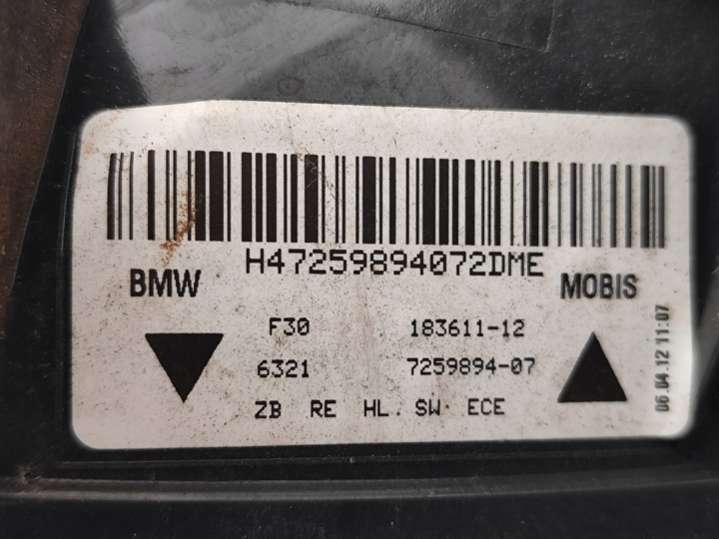 H47259894072DME
BMW MOBIS
F30 183611-12
6321 7259894-07
ZB RE HL. SW. ECE
06.04.12 11:07